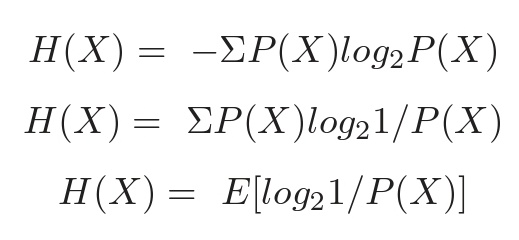 H(X) = −ΣP(X)log₂P(X)
H(X) = ΣP(X)log₂1/P(X)
H(X) = E[log₂1/P(X)]